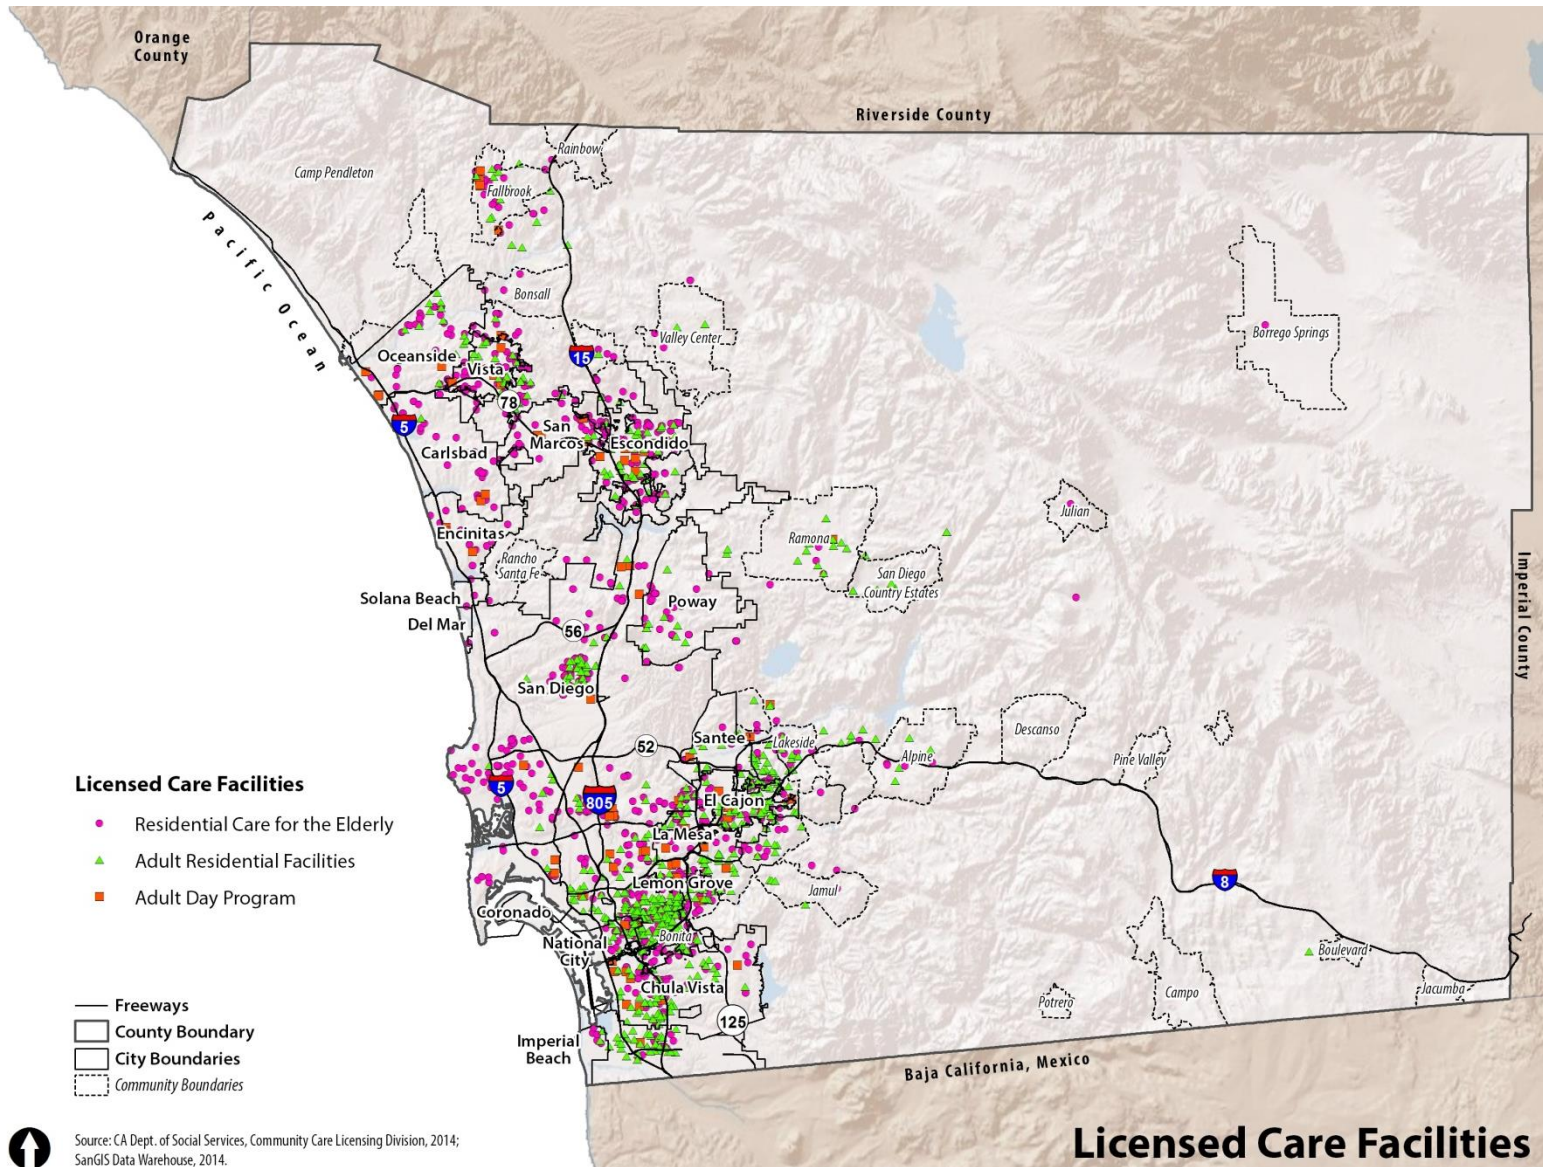 Orange
County
Riverside County
Rainbow
Camp Pendleton
Fallbrook
Pacific Ocean
Bonsall
Valley Center
Borrego Springs
Oceanside
Vista
15
78
5
San
Marcos
Escondido
Carlsbad
Julian
Encinitas
Ramona
Rancho
Santa Fe
San Diego
Country Estates
Imperial County
Solana Beach
Poway
Del Mar
56
San Diego
Santee
Lakeside
Descanso
52
Alpine
Pine Valley
Licensed Care Facilities
5
805
El Cajon
Residential Care for the Elderly
La Mesa
Adult Residential Facilities
8
Lemon Grove
Jamul
Adult Day Program
Coronado
National
City
Bonita
Boulevard
Chula Vista
Campo
Jacumba
Potrero
Freeways
125
County Boundary
Imperial
Beach
City Boundaries
Baja California, Mexico
Community Boundaries
Source: CA Dept. of Social Services, Community Care Licensing Division, 2014;
SanGIS Data Warehouse, 2014.
Licensed Care Facilities